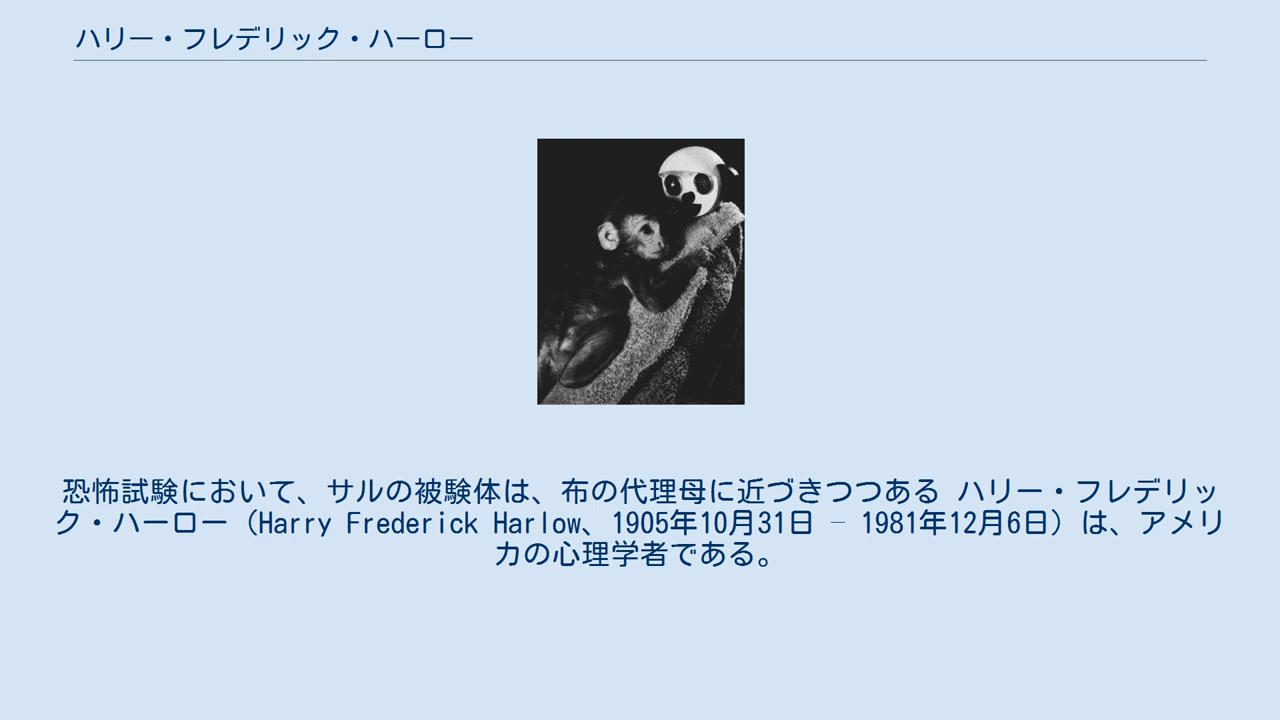 ハリー・フレデリック・ハーロー
恐怖試験において、サルの被験体は、布の代理母に近づきつつある ハリー・フレデリッ
ク・ハーロー（Harry Frederick Harlow、1905年10月31日 – 1981年12月6日）は、アメリ
カの心理学者である。